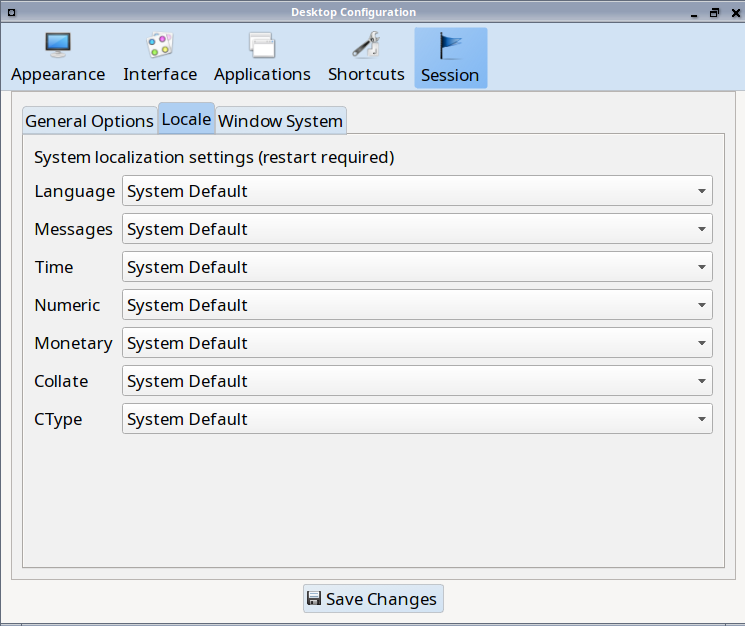 Desktop Configuration
Appearance Interface Applications Shortcuts Session
General Options Locale Window System
System localization settings (restart required)
Language System Default
Messages System Default
Time System Default
Numeric System Default
Monetary System Default
Collate System Default
CType System Default
Save Changes